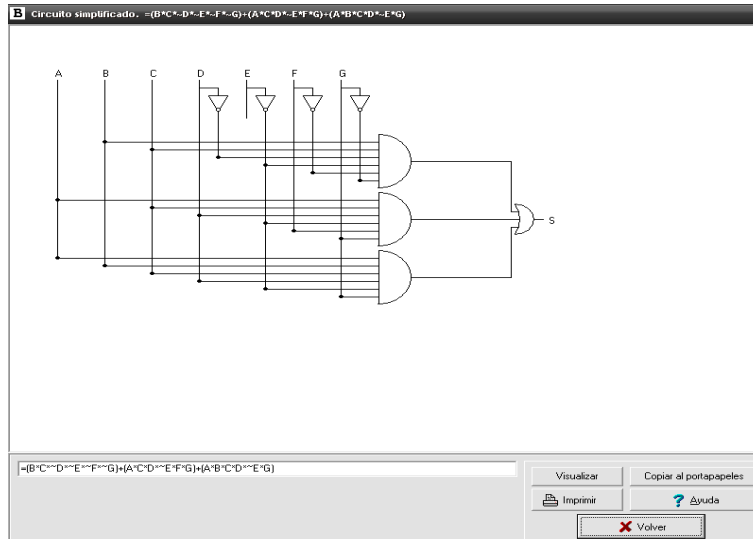 B Circuito simplificado. =(B*C*~D*~E*~F*~G)+(A*C*D*~E*F*G)+(A*B*C*D*~E*G)
A B C D E F G
S
=(B*C*~D*~E*~F*~G)+(A*C*D*~E*F*G)+(A*B*C*D*~E*G)
Visualizar Copiar al portapapeles
Imprimir ? Ayuda
Volver